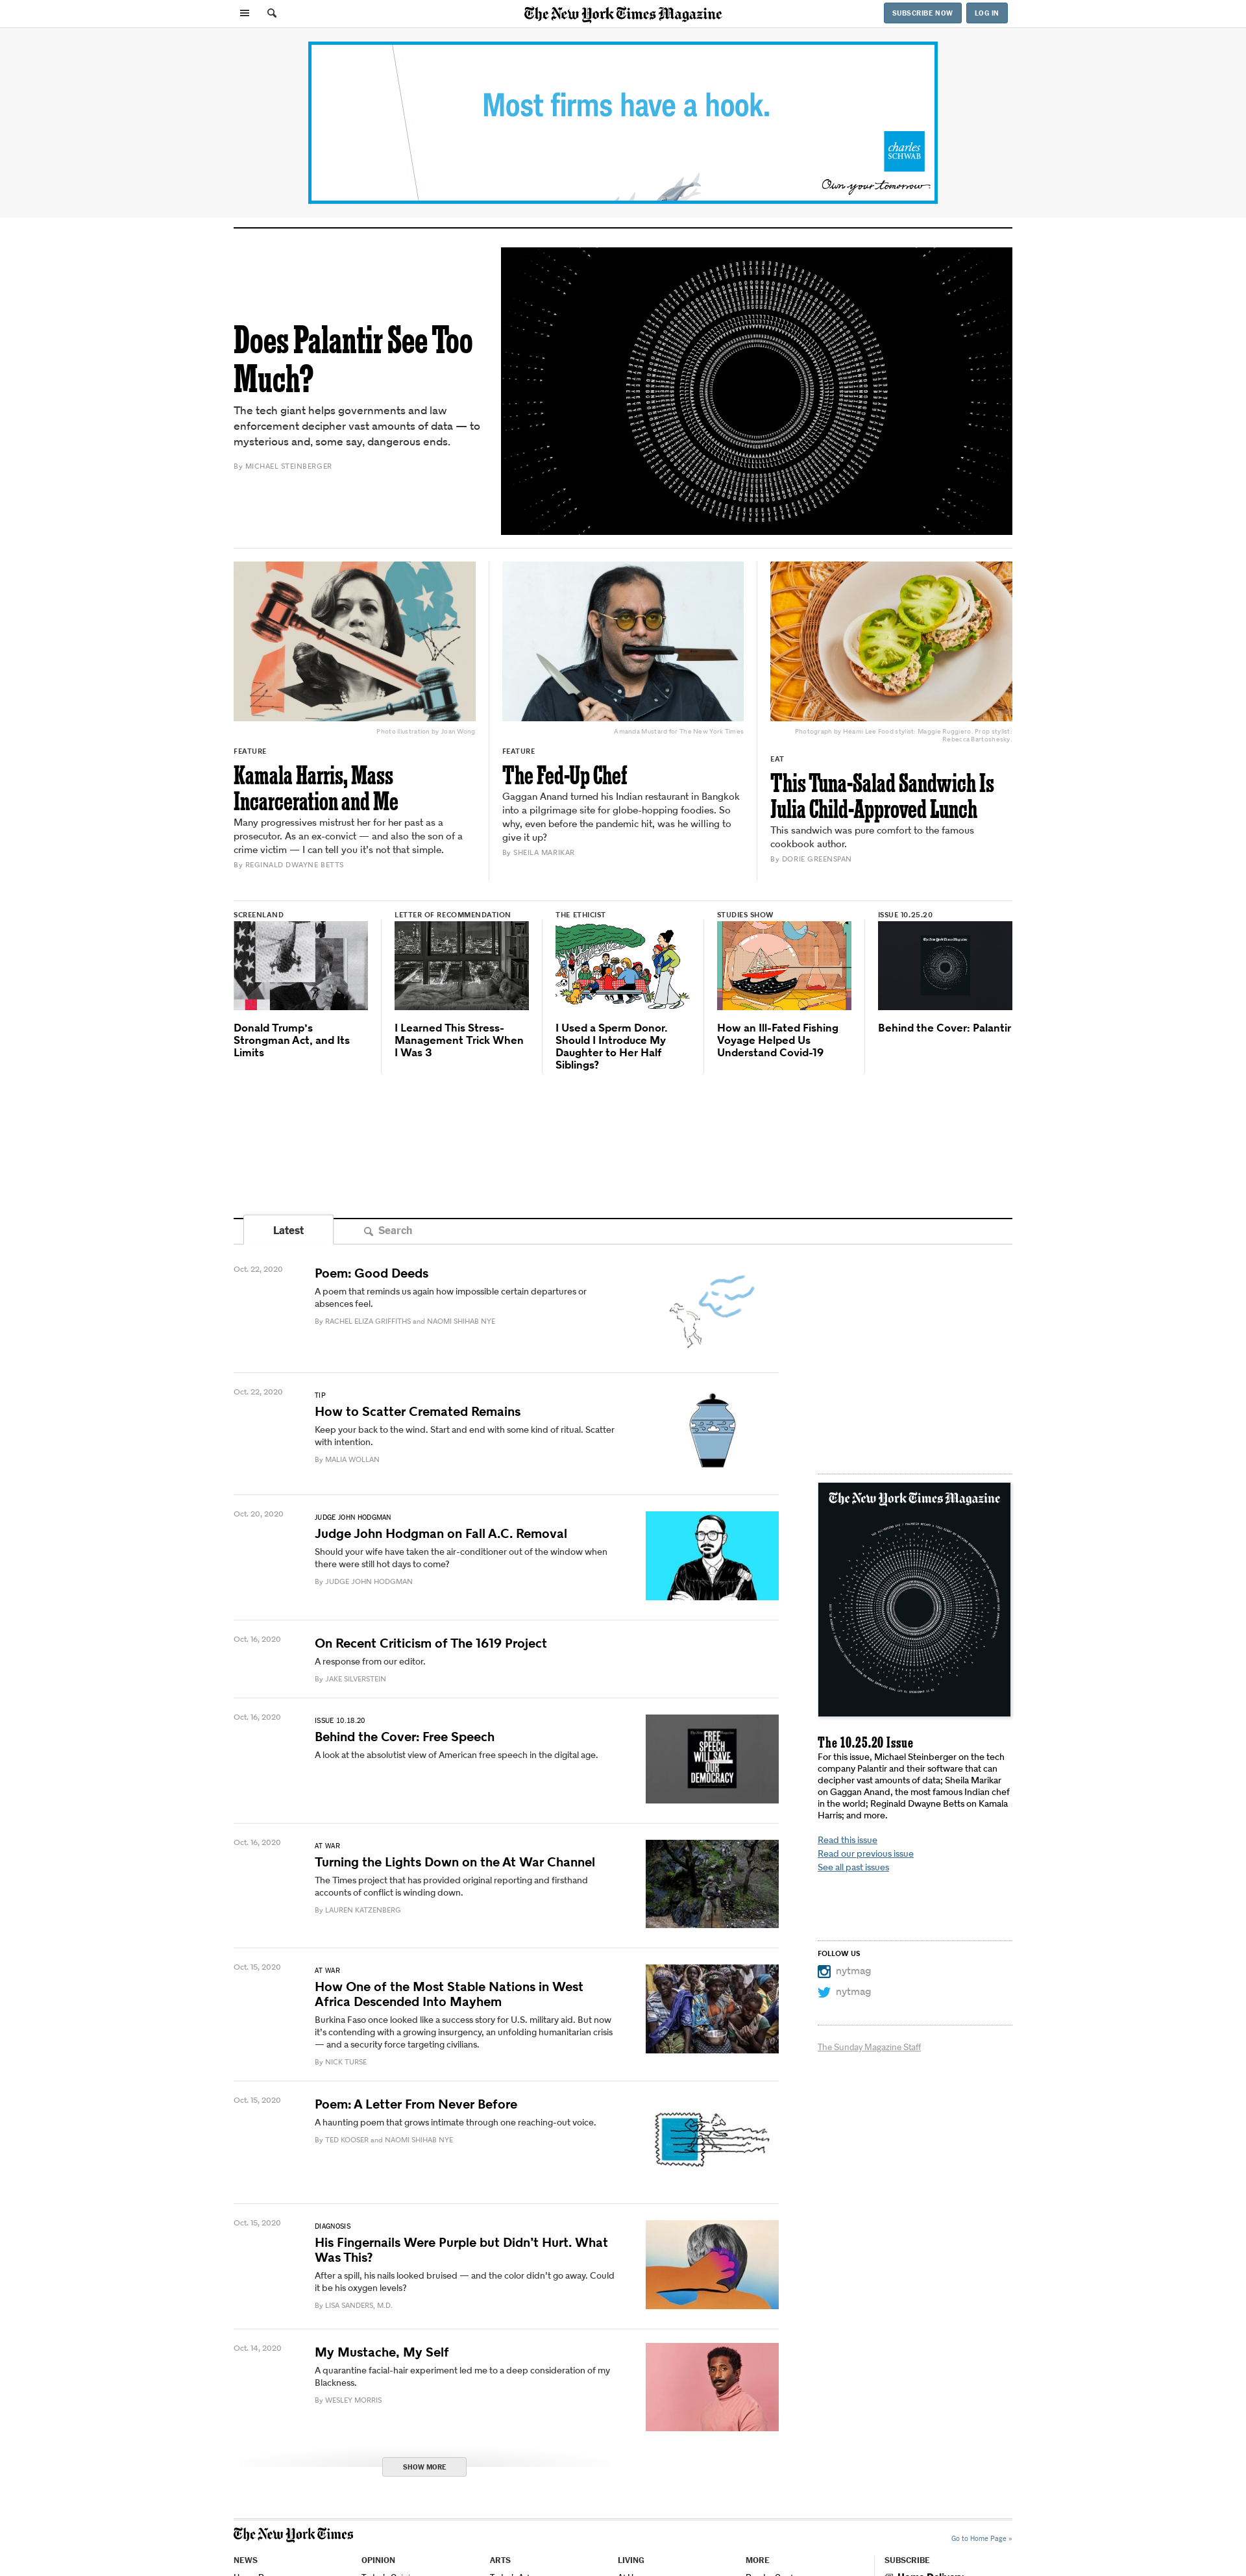 The New York Times Magazine
SUBSCRIBE NOW
LOG IN
Most firms have a hook.
charles
SCHWAB
Own your tomorrow
Does Palantir See Too
Much?
The tech giant helps governments and law
enforcement decipher vast amounts of data — to
mysterious and, some say, dangerous ends.
By MICHAEL STEINBERGER
Photo illustration by Joan Wong
FEATURE
Kamala Harris, Mass
Incarceration and Me
Many progressives mistrust her for her past as a
prosecutor. As an ex-convict — and also the son of a
crime victim — I can tell you it's not that simple.
By REGINALD DWAYNE BETTS
Amanda Mustard for The New York Times
FEATURE
The Fed-Up Chef
Gaggan Anand turned his Indian restaurant in Bangkok
into a pilgrimage site for globe-hopping foodies. So
why, even before the pandemic hit, was he willing to
give it up?
By SHEILA MARIKAR
Photograph by Heami Lee Food stylist: Maggie Ruggiero. Prop stylist:
Rebecca Bartoshesky.
EAT
This Tuna-Salad Sandwich Is
Julia Child-Approved Lunch
This sandwich was pure comfort to the famous
cookbook author.
By DORIE GREENSPAN
SCREENLAND
Donald Trump's
Strongman Act, and Its
Limits
LETTER OF RECOMMENDATION
I Learned This Stress-
Management Trick When
I Was 3
THE ETHICIST
I Used a Sperm Donor.
Should I Introduce My
Daughter to Her Half
Siblings?
STUDIES SHOW
How an Ill-Fated Fishing
Voyage Helped Us
Understand Covid-19
ISSUE 10.25.20
Behind the Cover: Palantir
Latest
Search
Oct. 22, 2020
Poem: Good Deeds
A poem that reminds us again how impossible certain departures or
absences feel.
By RACHEL ELIZA GRIFFITHS and NAOMI SHIHAB NYE
Oct. 22, 2020
TIP
How to Scatter Cremated Remains
Keep your back to the wind. Start and end with some kind of ritual. Scatter
with intention.
By MALIA WOLLAN
Oct. 20, 2020
JUDGE JOHN HODGMAN
Judge John Hodgman on Fall A.C. Removal
Should your wife have taken the air-conditioner out of the window when
there were still hot days to come?
By JUDGE JOHN HODGMAN
Oct. 16, 2020
On Recent Criticism of The 1619 Project
A response from our editor.
By JAKE SILVERSTEIN
Oct. 16, 2020
ISSUE 10.18.20
Behind the Cover: Free Speech
A look at the absolutist view of American free speech in the digital age.
FREE
SPEECH
WILL SAVE
OUR
DEMOCRACY
Oct. 16, 2020
AT WAR
Turning the Lights Down on the At War Channel
The Times project that has provided original reporting and firsthand
accounts of conflict is winding down.
By LAUREN KATZENBERG
Oct. 15, 2020
AT WAR
How One of the Most Stable Nations in West
Africa Descended Into Mayhem
Burkina Faso once looked like a success story for U.S. military aid. But now
it's contending with a growing insurgency, an unfolding humanitarian crisis
— and a security force targeting civilians.
By NICK TURSE
Oct. 15, 2020
Poem: A Letter From Never Before
A haunting poem that grows intimate through one reaching-out voice.
By TED KOOSER and NAOMI SHIHAB NYE
Oct. 15, 2020
DIAGNOSIS
His Fingernails Were Purple but Didn't Hurt. What
Was This?
After a spill, his nails looked bruised — and the color didn't go away. Could
it be his oxygen levels?
By LISA SANDERS, M.D.
Oct. 14, 2020
My Mustache, My Self
A quarantine facial-hair experiment led me to a deep consideration of my
Blackness.
By WESLEY MORRIS
SHOW MORE
The New York Times Magazine
The 10.25.20 Issue
For this issue, Michael Steinberger on the tech
company Palantir and their software that can
decipher vast amounts of data; Sheila Marikar
on Gaggan Anand, the most famous Indian chef
in the world; Reginald Dwayne Betts on Kamala
Harris; and more.
Read this issue
Read our previous issue
See all past issues
FOLLOW US
nytmag
nytmag
The Sunday Magazine Staff
The New York Times
Go to Home Page »
NEWS
OPINION
ARTS
LIVING
MORE
SUBSCRIBE